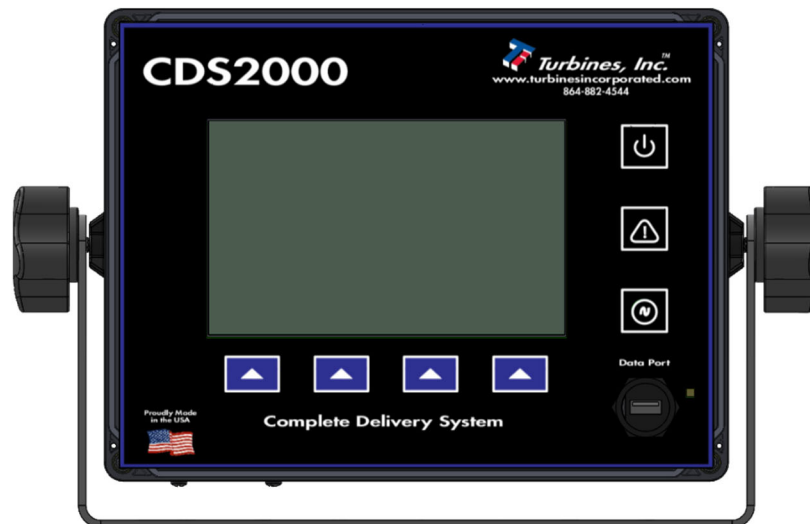 CDS2000
Turbines, Inc.™
www.turbinesincorporated.com
864-882-4544
Data Port
Proudly Made
in the USA
Complete Delivery System